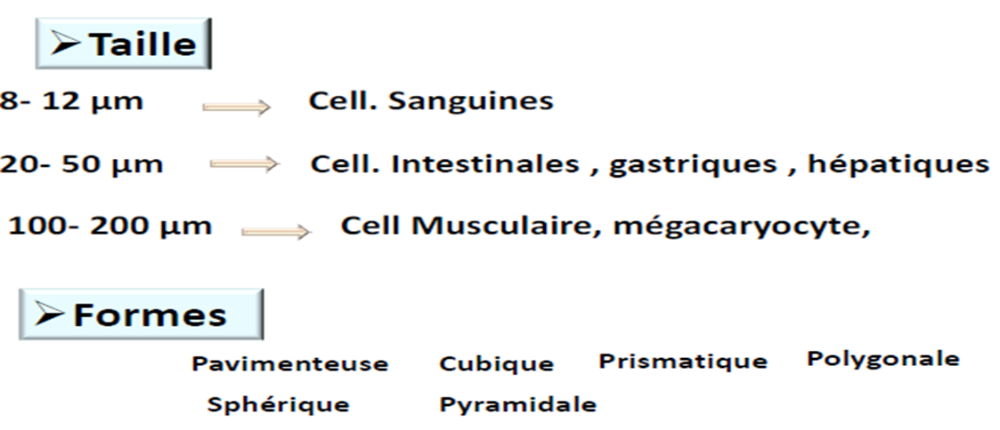 ➢ Taille
8- 12 µm Cell. Sanguines
20- 50 µm Cell. Intestinales , gastriques , hépatiques
100- 200 µm Cell Musculaire, mégacaryocyte,
➢ Formes
Pavimenteuse Cubique Prismatique Polygonale
Sphérique Pyramidale